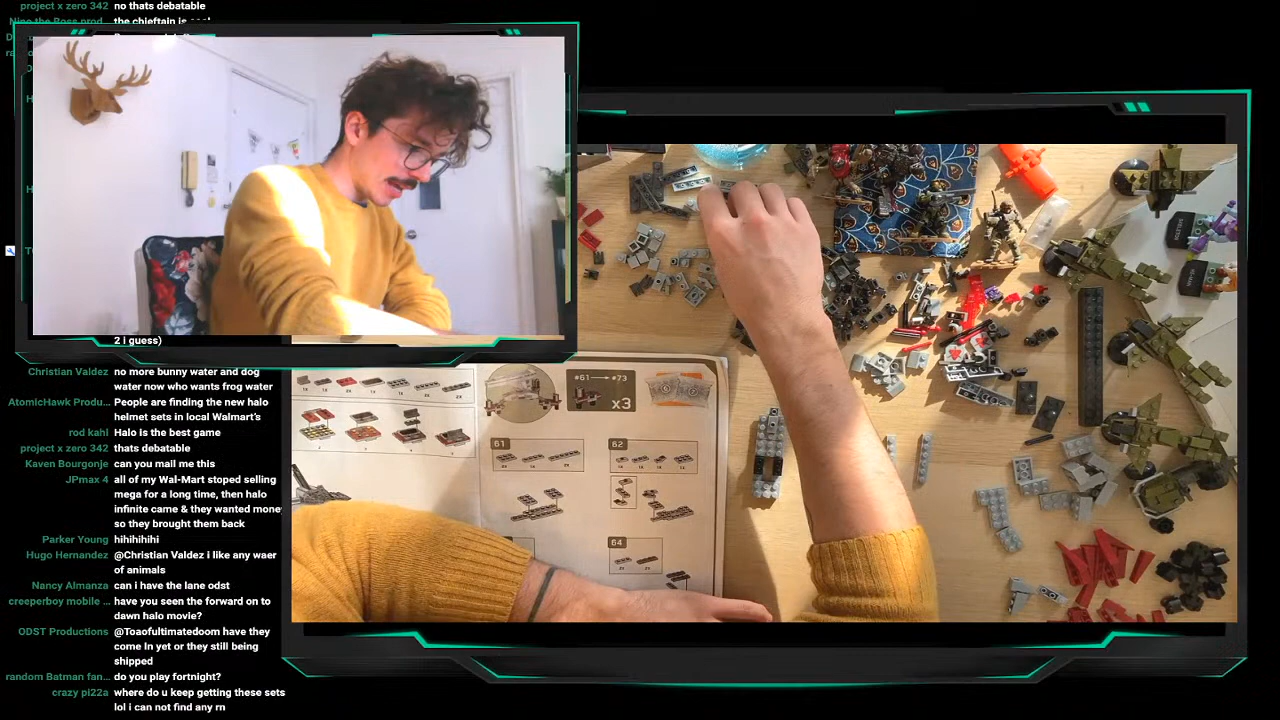 project x zero 342 no thats debatable
Nino the Boss prod... the chieftain is cool
2 i guess)
Christian Valdez no more bunny water and dog
water now who wants frog water
AtomicHawk Produ... People are finding the new halo
helmet sets in local Walmart's
rod kahl Halo is the best game
project x zero 342 thats debatable
Kaven Bourgonje can you mail me this
JPmax 4 all of my Wal-Mart stoped selling
mega for a long time, then halo
infinite came & they wanted money
so they brought them back
Parker Young hihihihihi
Hugo Hernandez @Christian Valdez i like any waer
of animals
Nancy Almanza can i have the lane odst
creeperboy mobile ... have you seen the forward on to
dawn halo movie?
ODST Productions @Toaofultimatedoom have they
come In yet or they still being
shipped
random Batman fan... do you play fortnight?
crazy pi22a where do u keep getting these sets
lol i can not find any rn
#61 #73
x3
61
62
64